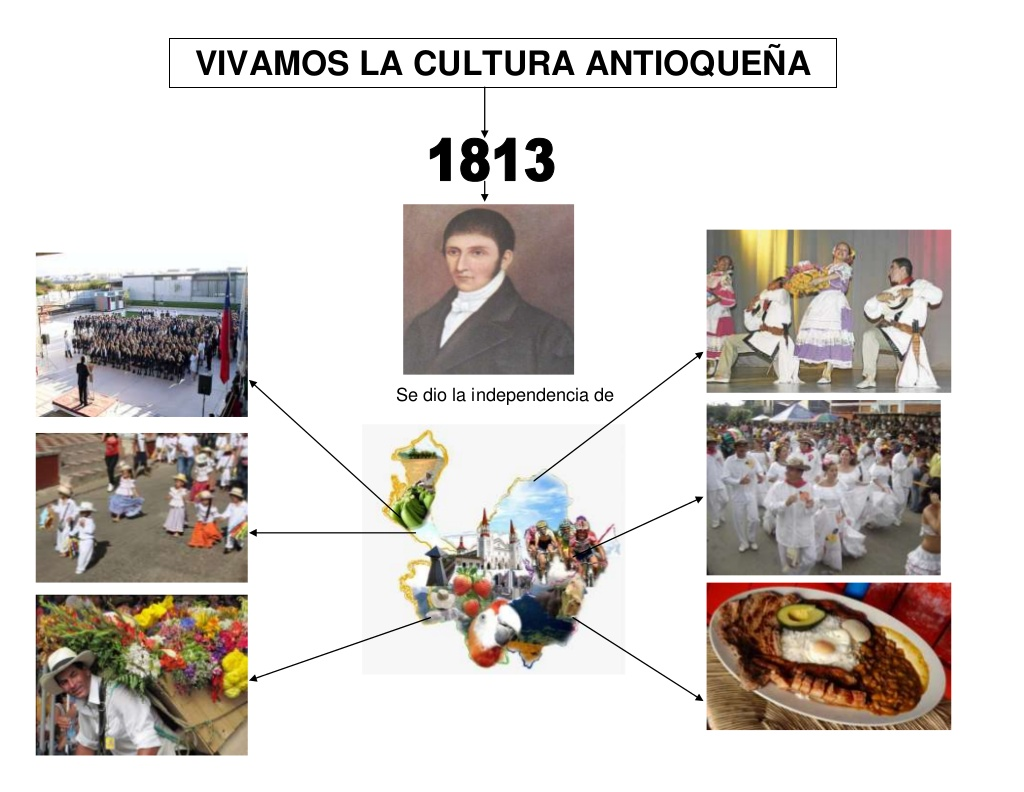 VIVAMOS LA CULTURA ANTIOQUEÑA
1813
Se dio la independencia de